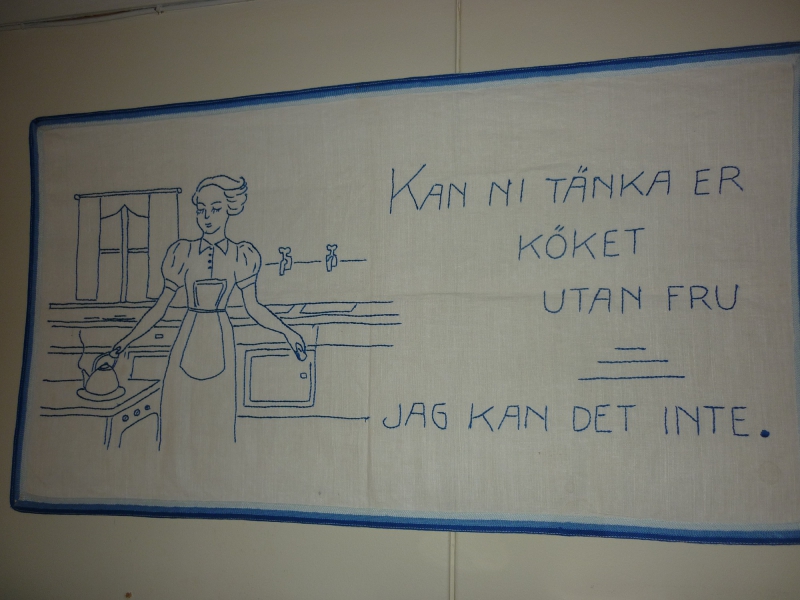 KAN NI TÄNKA ER
KÖKET
UTAN FRU
JAG KAN DET INTE.